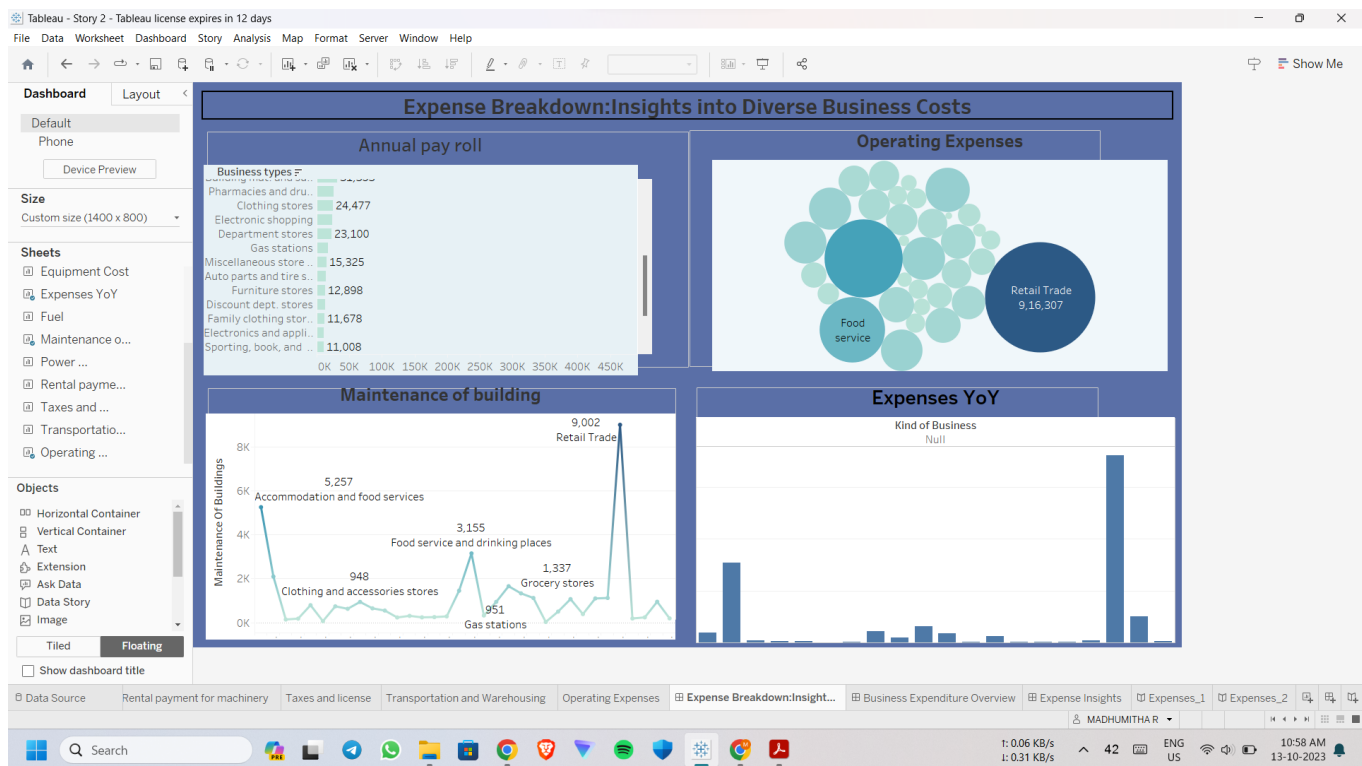 Tableau - Story 2 - Tableau license expires in 12 days
File Data Worksheet Dashboard Story Analysis Map Format Server Window Help
Show Me
Dashboard Layout
Default
Phone
Device Preview
Size
Custom size (1400 x 800)
Sheets
Equipment Cost
Expenses YoY
Fuel
Maintenance o...
Power ...
Rental payme...
Taxes and ...
Transportatio...
Operating ...
Objects
Horizontal Container
Vertical Container
Text
Extension
Ask Data
Data Story
Image
Tiled Floating
Show dashboard title
Expense Breakdown:Insights into Diverse Business Costs
Annual pay roll
Business types
Pharmacies and dru..
Clothing stores 24,477
Electronic shopping
Department stores 23,100
Gas stations
Miscellaneous store .. 15,325
Auto parts and tire s..
Furniture stores 12,898
Discount dept. stores
Family clothing stor.. 11,678
Electronics and appli..
Sporting, book, and .. 11,008
0K 50K 100K 150K 200K 250K 300K 350K 400K 450K
Operating Expenses
Retail Trade
9,16,307
Food
service
Maintenance of building
Maintenance Of Buildings
8K
6K
4K
2K
0K
9,002
Retail Trade
5,257
Accommodation and food services
3,155
Food service and drinking places
1,337
Grocery stores
948
Clothing and accessories stores
951
Gas stations
Expenses YoY
Kind of Business
Null
Data Source Rental payment for machinery Taxes and license Transportation and Warehousing Operating Expenses Expense Breakdown:Insight... Business Expenditure Overview Expense Insights Expenses_1 Expenses_2
MADHUMITHA R
Search
PRE
0.06 KB/s
0.31 KB/s
42
ENG
US
10:58 AM
13-10-2023